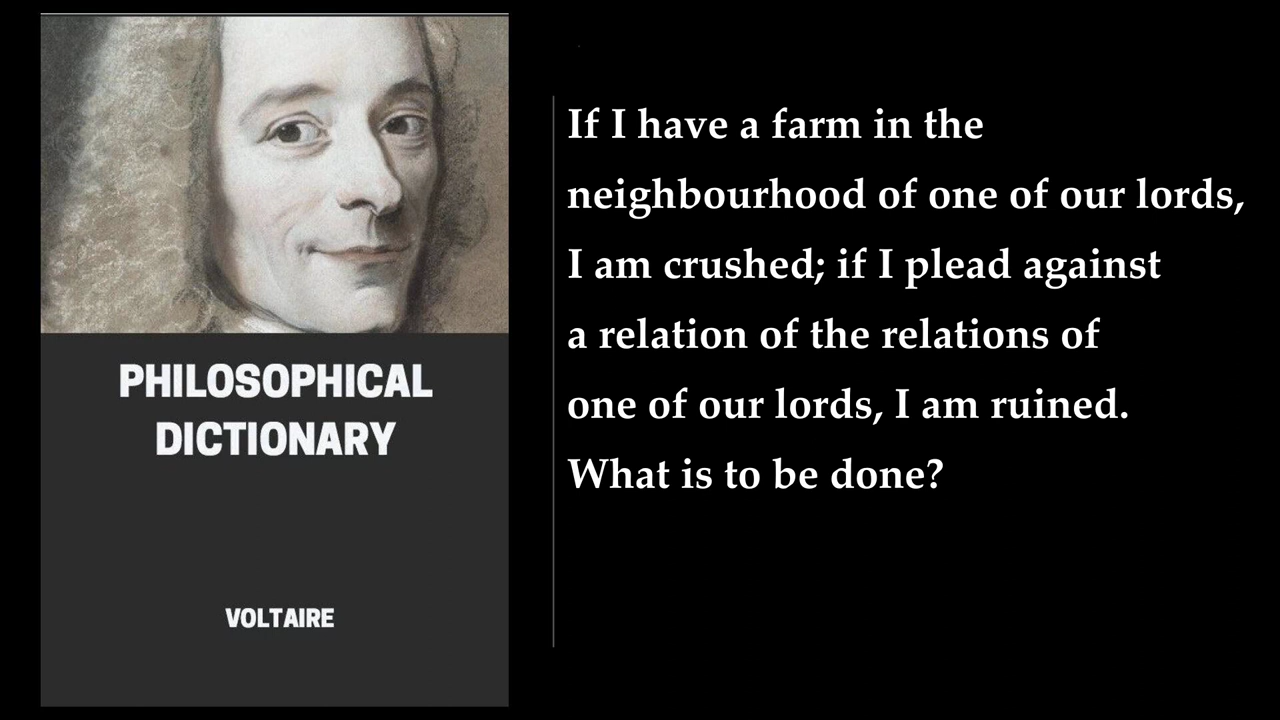 PHILOSOPHICAL
DICTIONARY
VOLTAIRE
If I have a farm in the
neighbourhood of one of our lords,
I am crushed; if I plead against
a relation of the relations of
one of our lords, I am ruined.
What is to be done?